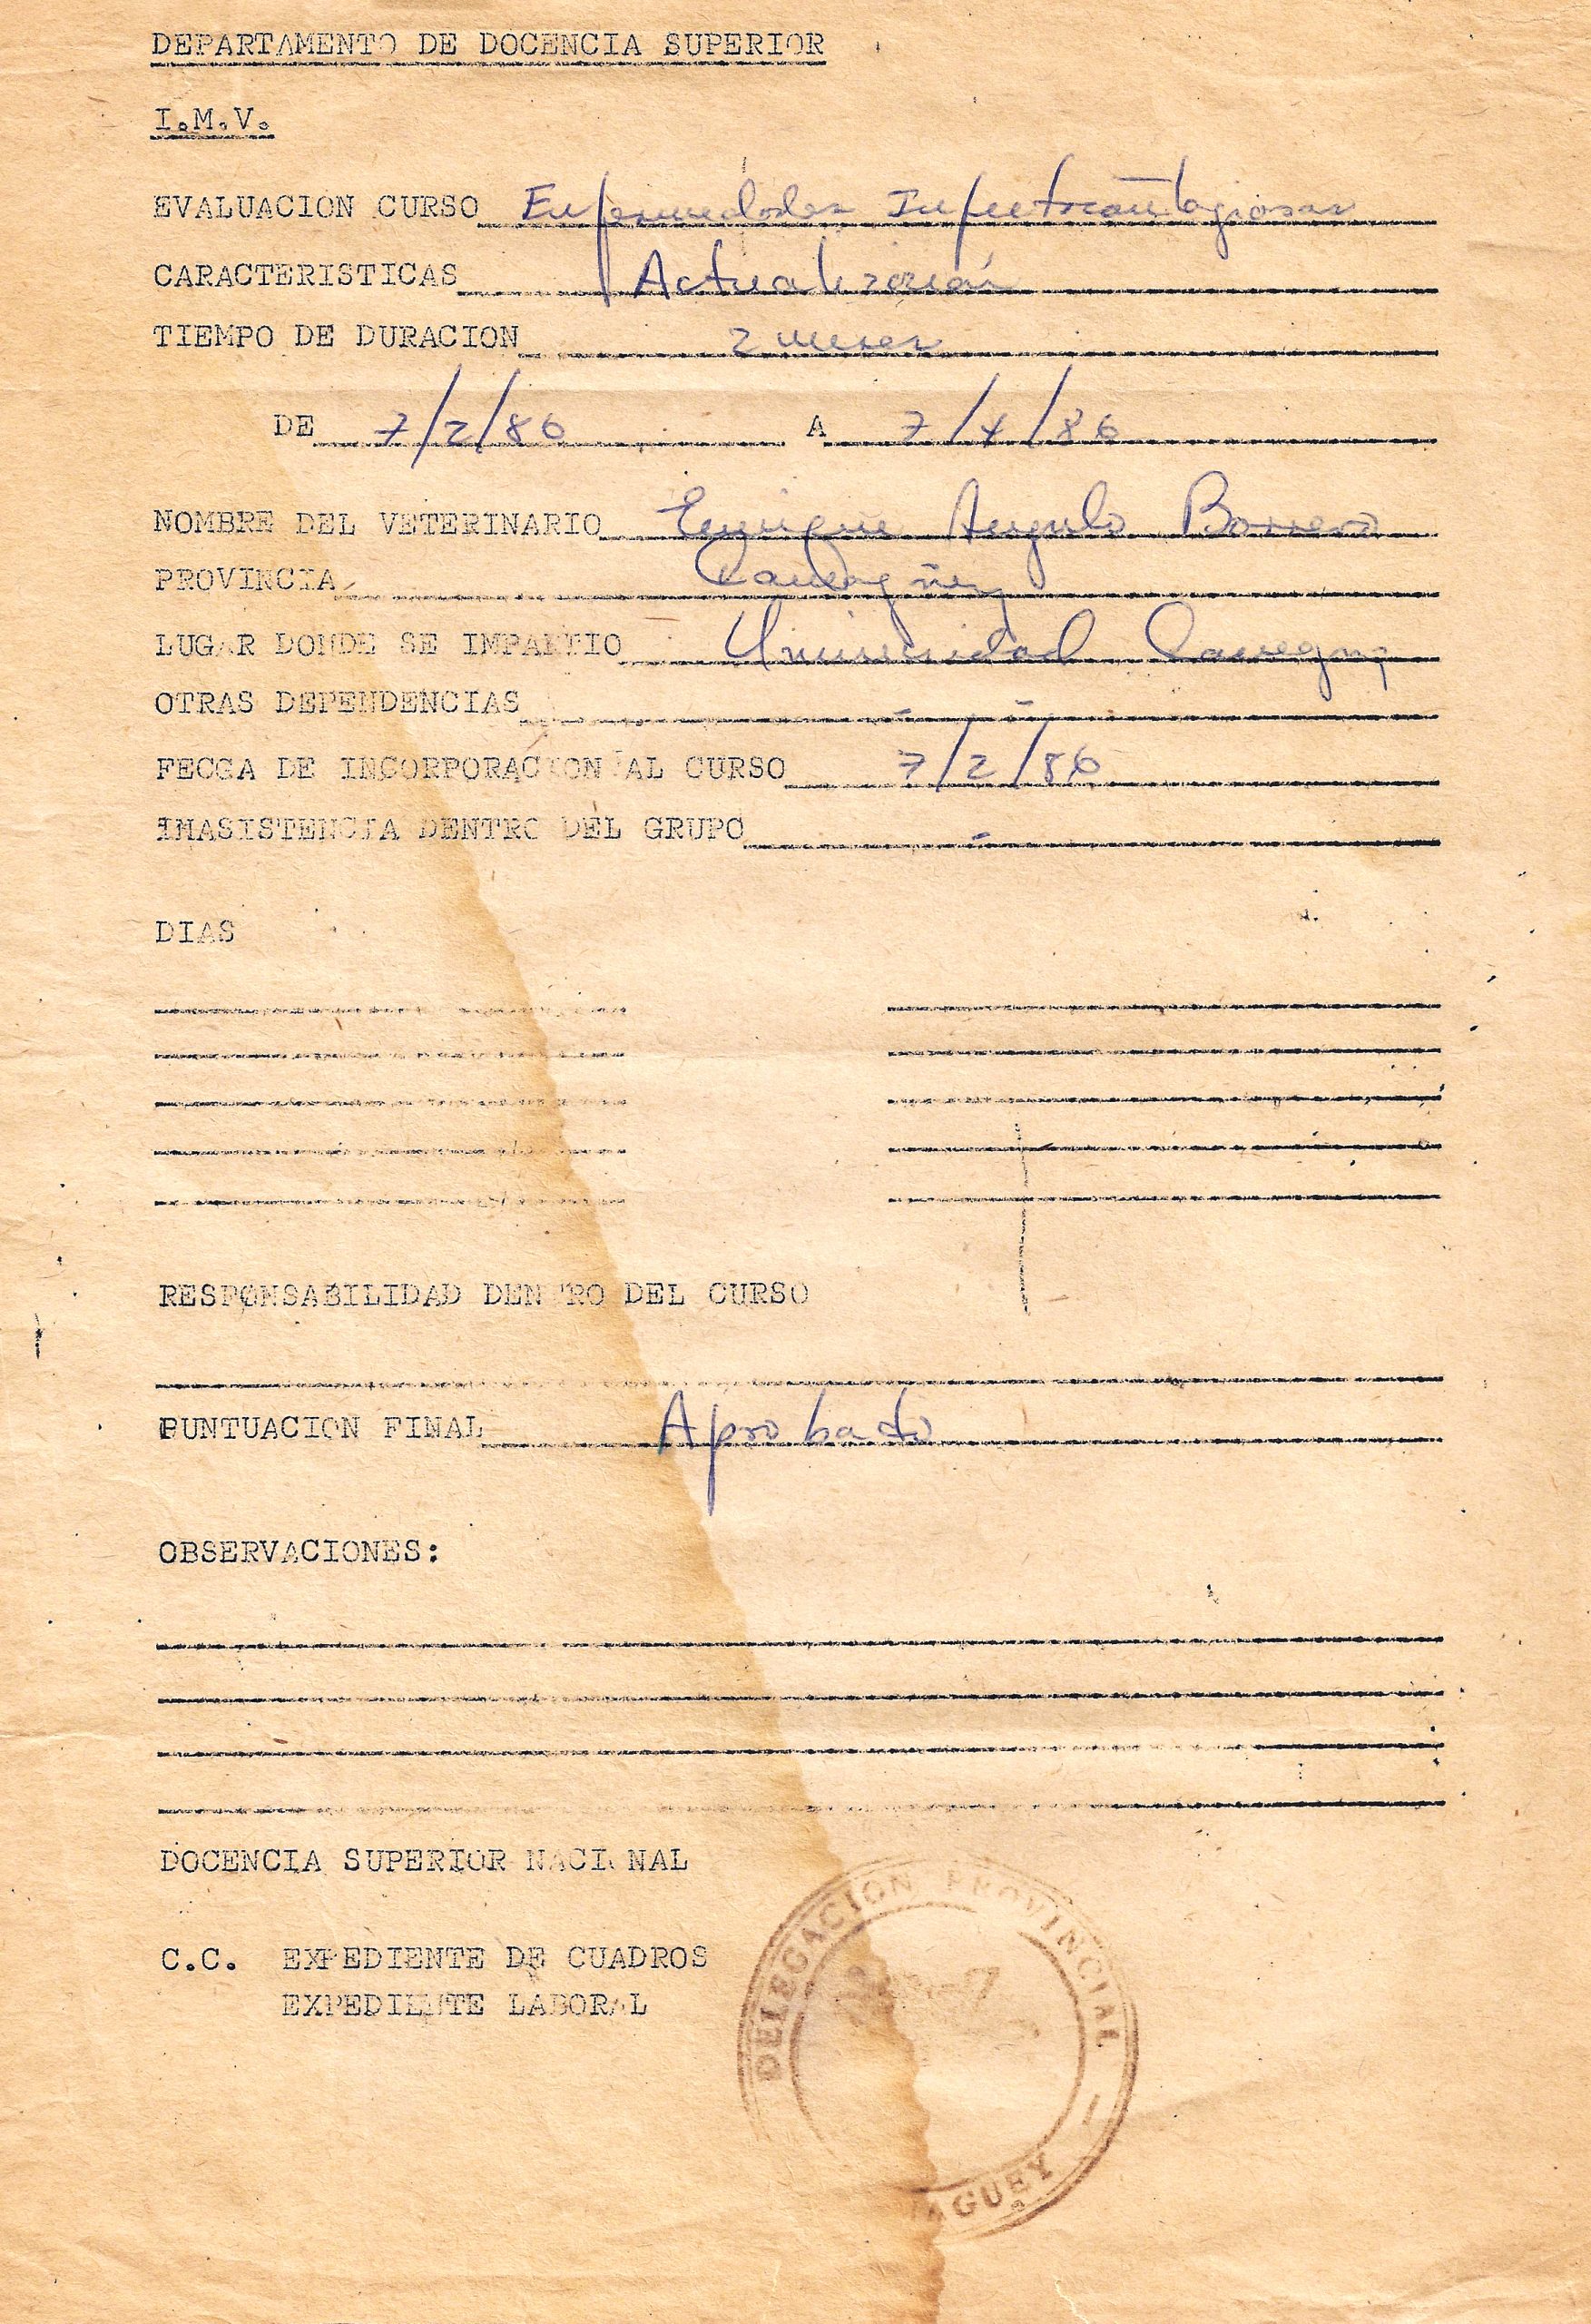 DEPARTAMENTO DE DOCENCIA SUPERIOR
I.M.V.
EVALUACION CURSO Enfermedades Infectocontagiosas
CARACTERISTICAS Actualización
TIEMPO DE DURACION 2 meses
DE 7/2/86 A 7/4/86
NOMBRE DEL VETERINARIO Enrique Angulo Borrero
PROVINCIA Camagüey
LUGAR DONDE SE IMPARTIO Universidad Camaguey
OTRAS DEPENDENCIAS - -
FECGA DE INCORPORACION AL CURSO 7/2/86
INASISTENCIA DENTRO DEL GRUPO -
DIAS
RESPONSABILIDAD DENTRO DEL CURSO
PUNTUACION FINAL Aprobado
OBSERVACIONES:
DOCENCIA SUPERIOR NACIONAL
C.C. EXPEDIENTE DE CUADROS
EXPEDIENTE LABORAL
DELEGACION PROVINCIAL
AGUEY